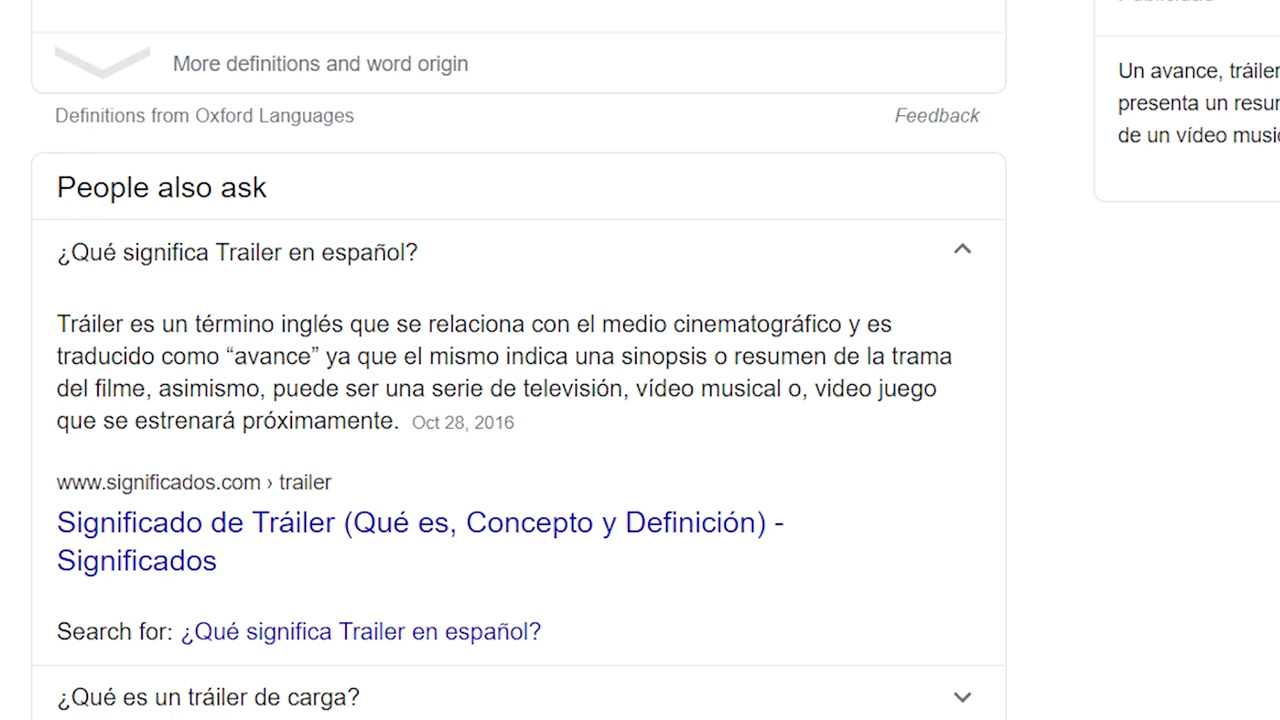 More definitions and word origin
Definitions from Oxford Languages
Feedback
People also ask
¿Qué significa Trailer en español?
Tráiler es un término inglés que se relaciona con el medio cinematográfico y es
traducido como “avance” ya que el mismo indica una sinopsis o resumen de la trama
del filme, asimismo, puede ser una serie de televisión, vídeo musical o, video juego
que se estrenará próximamente. Oct 28, 2016
www.significados.com › trailer
Significado de Tráiler (Qué es, Concepto y Definición) -
Significados
Search for: ¿Qué significa Trailer en español?
¿Qué es un tráiler de carga?
Un avance, tráiler
presenta un
de un vídeo